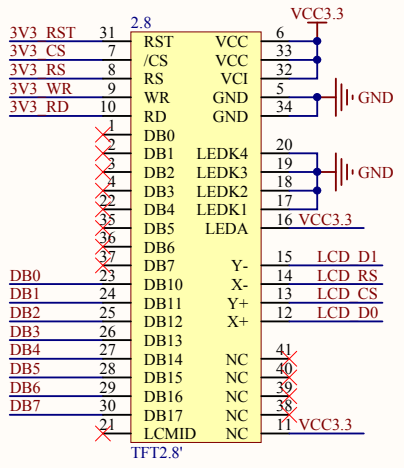 2.8
VCC3.3
3V3_RST 31 RST VCC 6
3V3_CS 7 /CS VCC 33
3V3_RS 8 RS VCI 32
3V3_WR 9 WR GND 5 GND
3V3_RD 10 RD GND 34
1 DB0
2 DB1 LEDK4 20
3 DB2 LEDK3 19 GND
4 DB3 LEDK2 18
22 DB4 LEDK1 17
35 DB5 LEDA 16 VCC3.3
36 DB6
37 DB7 Y- 15 LCD_D1
DB0 23 DB10 X- 14 LCD_RS
DB1 24 DB11 Y+ 13 LCD_CS
DB2 25 DB12 X+ 12 LCD_D0
DB3 26 DB13
DB4 27 DB14 NC 41
DB5 28 DB15 NC 40
DB6 29 DB16 NC 39
DB7 30 DB17 NC 38
21 LCMID NC 11 VCC3.3
TFT2.8'